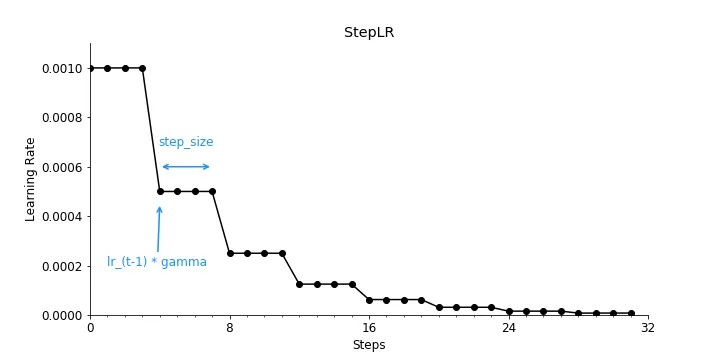 StepLR
0.0010
0.0008
0.0006
0.0004
0.0002
0.0000
Learning Rate
step_size
lr_(t-1) * gamma
0
8
16
24
32
Steps